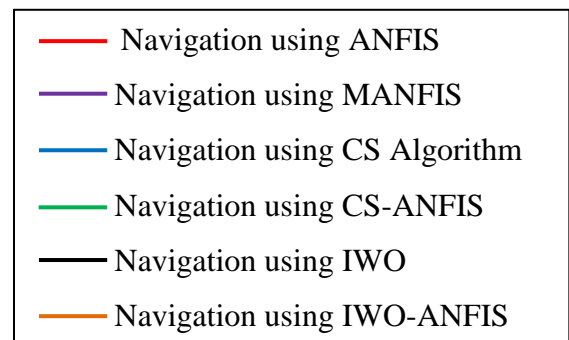 Navigation using ANFIS
Navigation using MANFIS
Navigation using CS Algorithm
Navigation using CS-ANFIS
Navigation using IWO
Navigation using IWO-ANFIS